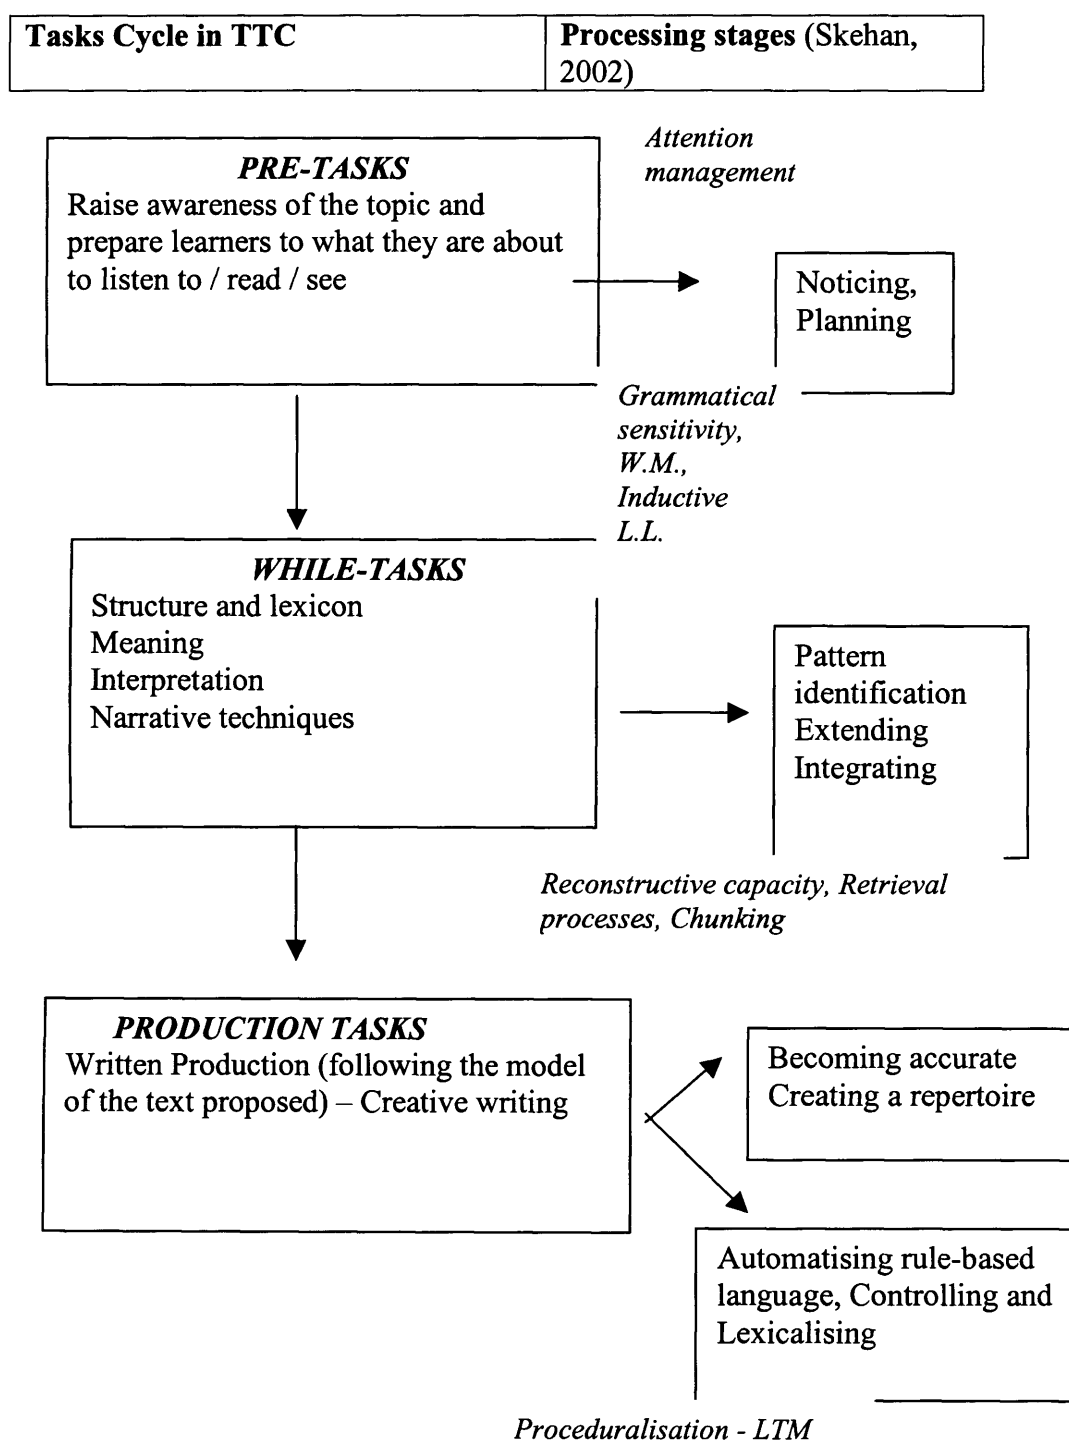 Tasks Cycle in TTC
Processing stages (Skehan,
2002)
Attention
management
PRE-TASKS
Raise awareness of the topic and
prepare learners to what they are about
to listen to / read / see
Noticing,
Planning
Grammatical
sensitivity,
W.M.,
Inductive
L.L.
WHILE-TASKS
Structure and lexicon
Meaning
Interpretation
Narrative techniques
Pattern
identification
Extending
Integrating
Reconstructive capacity, Retrieval
processes, Chunking
PRODUCTION TASKS
Written Production (following the model
of the text proposed) – Creative writing
Becoming accurate
Creating a repertoire
Automatising rule-based
language, Controlling and
Lexicalising
Proceduralisation - LTM